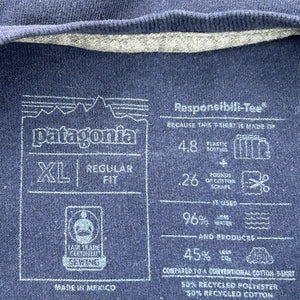 patagonia®
XL REGULAR FIT
FAIR TRADE
CERTIFIED
SEWING
MADE IN MEXICO
Responsibili-Tee®
BECAUSE THIS T-SHIRT IS MADE OF
4.8 PLASTIC BOTTLES
+
26 POUNDS OF COTTON SCRAP
IT USED
96% LESS WATER
AND PRODUCES
45% LESS
COMPARED TO A CONVENTIONAL COTTON T-SHIRT
50% RECYCLED POLYESTER
50% RECYCLED COTTON